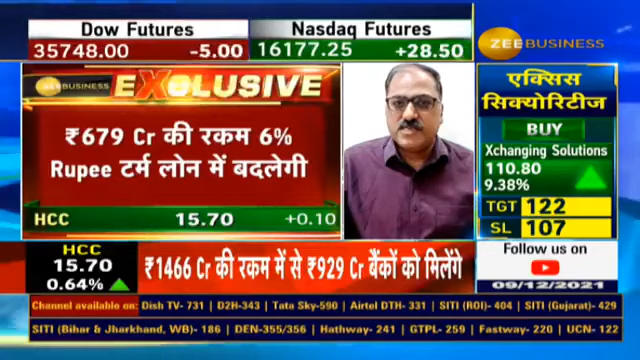 Dow Futures
35748.00 -5.00
Nasdaq Futures
16177.25 +28.50
ZEE BUSINESS
ZEE BUSINESS EXCLUSIVE
₹679 Cr की रकम 6%
Rupee टर्म लोन में बदलेगी
HCC 15.70 +0.10
एक्सिस
सिक्योरिटीज
BUY
Xchanging Solutions
110.80
9.38%
TGT 122
SL 107
HCC
15.70
0.64%
₹1466 Cr की रकम में से ₹929 Cr बैंकों को मिलेंगे
Follow us on
09/12/2021
Channel available on: Dish TV- 731 | D2H-343 | Tata Sky-590 | Airtel DTH- 331 | SITI (ROI)- 404 | SITI (Gujarat)- 429
SITI (Bihar & Jharkhand, WB)- 186 | DEN-355/356 | Hathway- 241 | GTPL- 259 | Fastway- 220 | UCN- 122